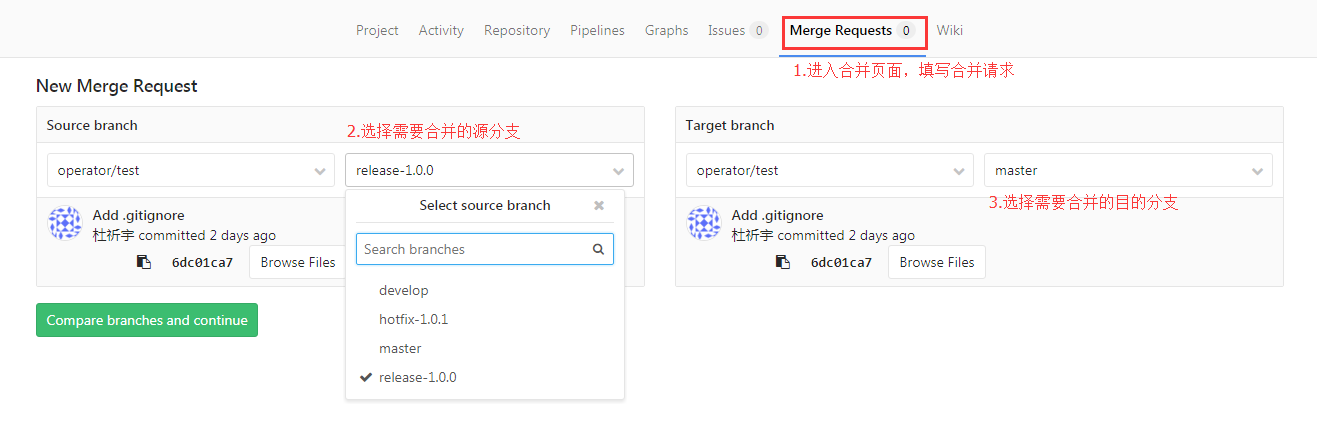 Project Activity Repository Pipelines Graphs Issues 0 Merge Requests 0 Wiki
1.进入合并页面，填写合并请求
New Merge Request
Source branch
2.选择需要合并的源分支
operator/test
release-1.0.0
Select source branch
Search branches
develop
hotfix-1.0.1
master
release-1.0.0
Add .gitignore
杜祈宇 committed 2 days ago
6dc01ca7 Browse Files
Compare branches and continue
Target branch
operator/test
master
3.选择需要合并的目的分支
Add .gitignore
杜祈宇 committed 2 days ago
6dc01ca7 Browse Files